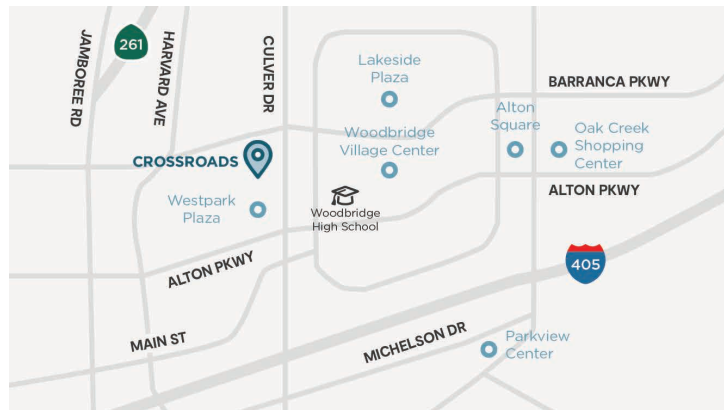 JAMBOREE RD
261
HARVARD AVE
CULVER DR
Lakeside
Plaza
BARRANCA PKWY
Alton
Square
Woodbridge
Village Center
Oak Creek
Shopping
Center
CROSSROADS
Westpark
Plaza
Woodbridge
High School
ALTON PKWY
ALTON PKWY
405
MAIN ST
MICHELSON DR
Parkview
Center